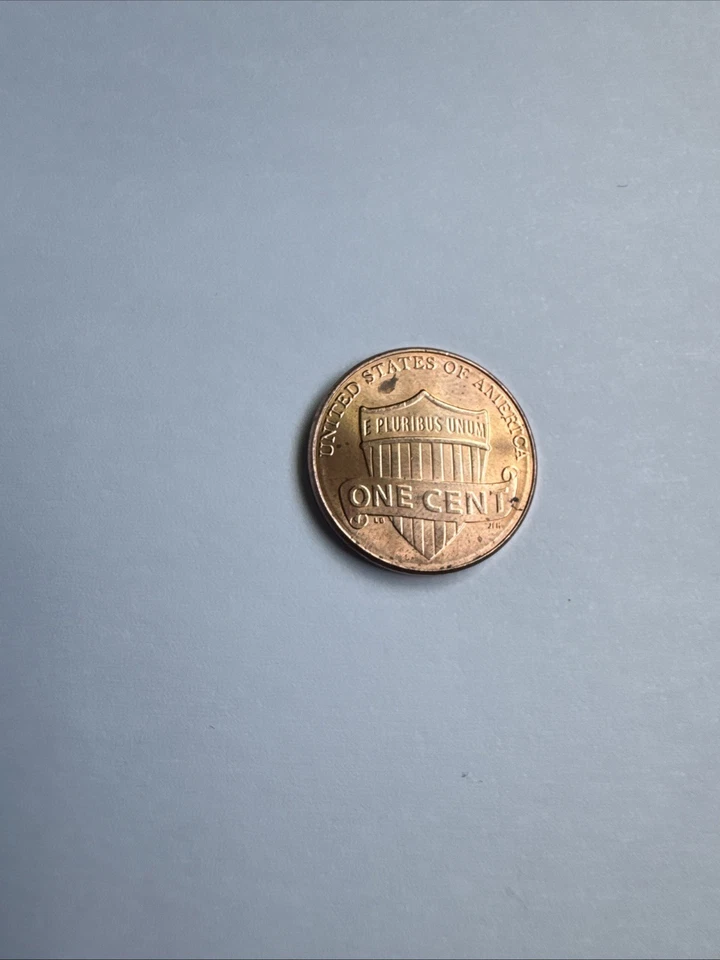 UNITED STATES OF AMERICA
E PLURIBUS UNUM
ONE CENT